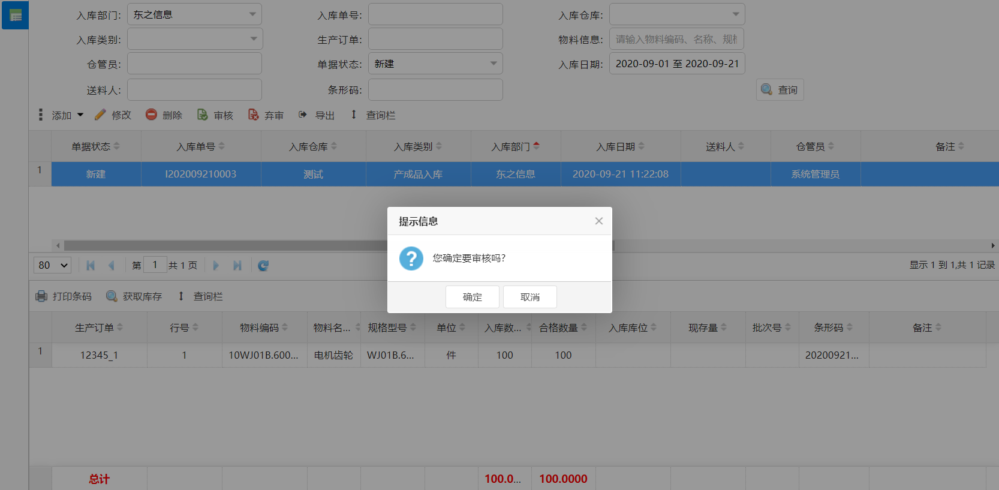 入库部门: 东之信息 入库单号: 入库仓库:
入库类别: 生产订单: 物料信息: 请输入物料编码、名称、规
仓管员: 单据状态: 新建 入库日期: 2020-09-01 至 2020-09-21
送料人: 条形码: 查询
添加 修改 删除 审核 弃审 导出 查询栏
单据状态 入库单号 入库仓库 入库类别 入库部门 入库日期 送料人 仓管员 备注
1 新建 I202009210003 测试 产成品入库 东之信息 2020-09-21 11:22:08 系统管理员
提示信息
您确定要审核吗?
确定 取消
80 第 1 共 1 页 显示 1 到 1,共 1 记录
打印条码 获取库存 查询栏
生产订单 行号 物料编码 物料名... 规格型号 单位 入库数... 合格数量 入库库位 现存量 批次号 条形码 备注
1 12345_1 1 10WJ01B.600... 电机齿轮 WJ01B.6... 件 100 100 20200921...
总计 100.0... 100.0000